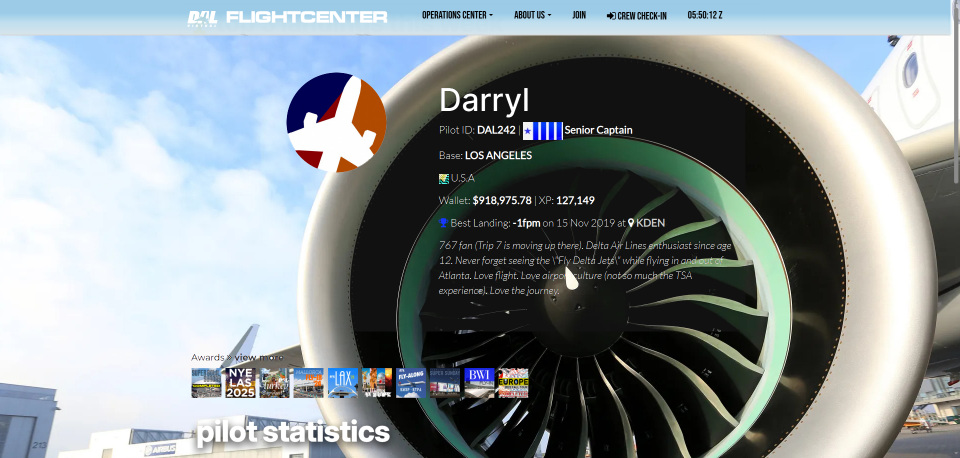 DAL FLIGHTCENTER
VIRTUAL
OPERATIONS CENTER ABOUT US JOIN CREW CHECK-IN 05:50:12 Z
Darryl
Pilot ID: DAL242 | Senior Captain
Base: LOS ANGELES
U.S.A
Wallet: $918,975.78 | XP: 127,149
Best Landing: -1fpm on 15 Nov 2019 at KDEN
767 fan (Trip 7 is moving up there). Delta Air Lines enthusiast since age
12. Never forget seeing the \"Fly Delta Jets\" while flying in and out of
Atlanta. Love flight. Love airport culture (not so much the TSA
experience). Love the journey.
Awards » view more
NYE
LAS
2025
LAX
FLY-ALONG
BWI
EUROPE
pilot statistics
213
AIRBUS